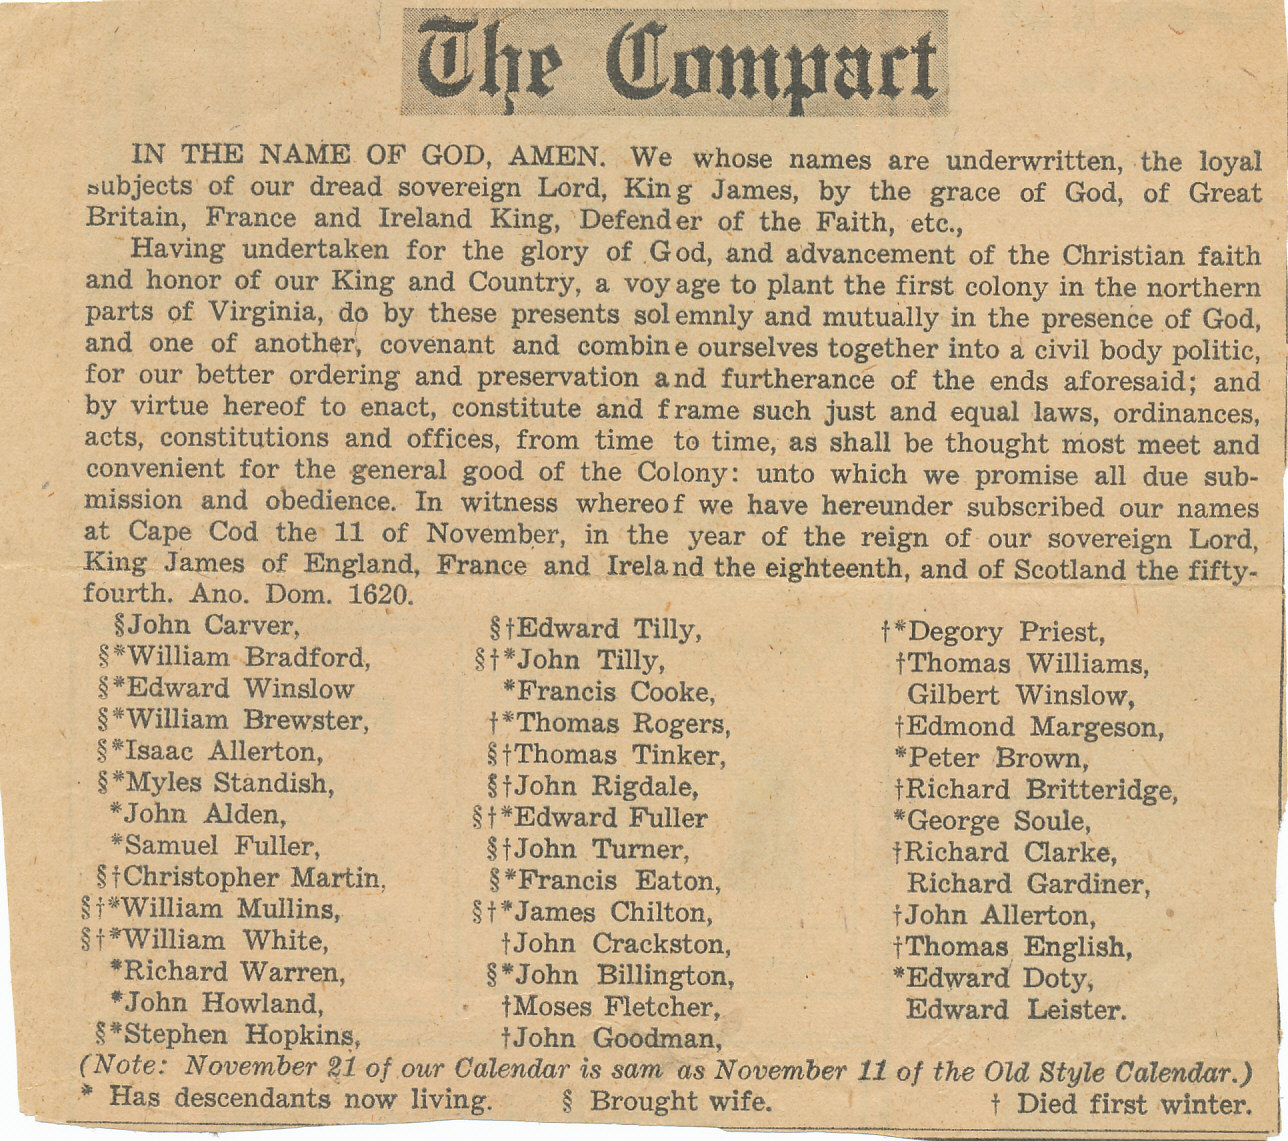 The Compact
IN THE NAME OF GOD, AMEN. We whose names are underwritten, the loyal
subjects of our dread sovereign Lord, King James, by the grace of God, of Great
Britain, France and Ireland King, Defender of the Faith, etc.,
Having undertaken for the glory of God, and advancement of the Christian faith
and honor of our King and Country, a voyage to plant the first colony in the northern
parts of Virginia, do by these presents solemnly and mutually in the presence of God,
and one of another, covenant and combine ourselves together into a civil body politic,
for our better ordering and preservation and furtherance of the ends aforesaid; and
by virtue hereof to enact, constitute and frame such just and equal laws, ordinances,
acts, constitutions and offices, from time to time, as shall be thought most meet and
convenient for the general good of the Colony: unto which we promise all due sub-
mission and obedience. In witness whereof we have hereunder subscribed our names
at Cape Cod the 11 of November, in the year of the reign of our sovereign Lord,
King James of England, France and Ireland the eighteenth, and of Scotland the fifty-
fourth. Ano. Dom. 1620.
§John Carver,
§*William Bradford,
§*Edward Winslow
§*William Brewster,
§*Isaac Allerton,
§*Myles Standish,
*John Alden,
*Samuel Fuller,
§†Christopher Martin,
§†*William Mullins,
§†*William White,
*Richard Warren,
*John Howland,
§*Stephen Hopkins,
§†Edward Tilly,
§†*John Tilly,
*Francis Cooke,
†*Thomas Rogers,
§†Thomas Tinker,
§†John Rigdale,
§†*Edward Fuller
§†John Turner,
§*Francis Eaton,
§†*James Chilton,
†John Crackston,
§*John Billington,
†Moses Fletcher,
†John Goodman,
†*Degory Priest,
†Thomas Williams,
Gilbert Winslow,
†Edmond Margeson,
*Peter Brown,
†Richard Britteridge,
*George Soule,
†Richard Clarke,
Richard Gardiner,
†John Allerton,
†Thomas English,
*Edward Doty,
Edward Leister.
(Note: November 21 of our Calendar is sam as November 11 of the Old Style Calendar.)
* Has descendants now living. § Brought wife. † Died first winter.